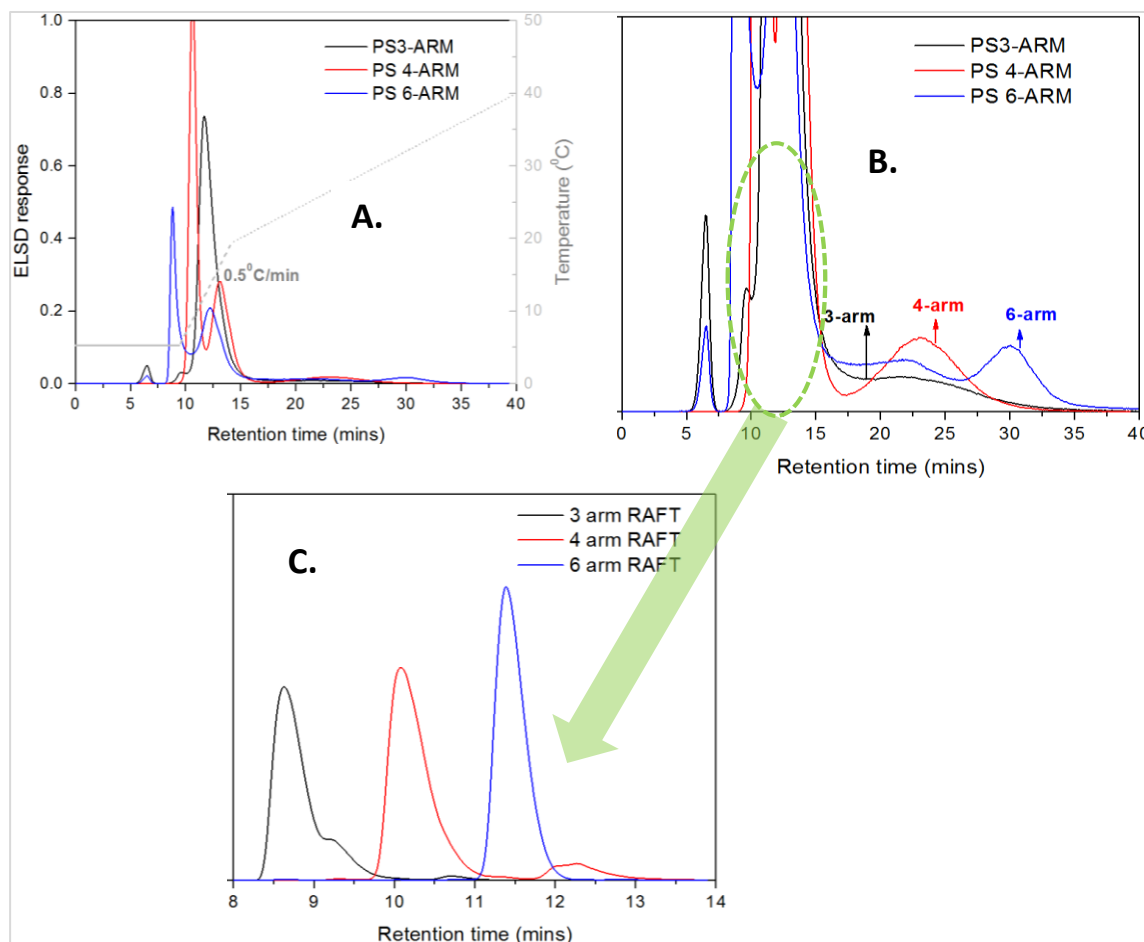 PS3-ARM
PS 4-ARM
PS 6-ARM
A.
0.5⁰C/min
ELSD response
0.0
0.2
0.4
0.6
0.8
1.0
0 5 10 15 20 25 30 35 40
Retention time (mins)
0
10
20
30
40
50
Temperature (⁰C)
PS3-ARM
PS 4-ARM
PS 6-ARM
B.
3-arm
4-arm
6-arm
0 5 10 15 20 25 30 35 40
Retention time (mins)
3 arm RAFT
4 arm RAFT
6 arm RAFT
C.
8 9 10 11 12 13 14
Retention time (mins)